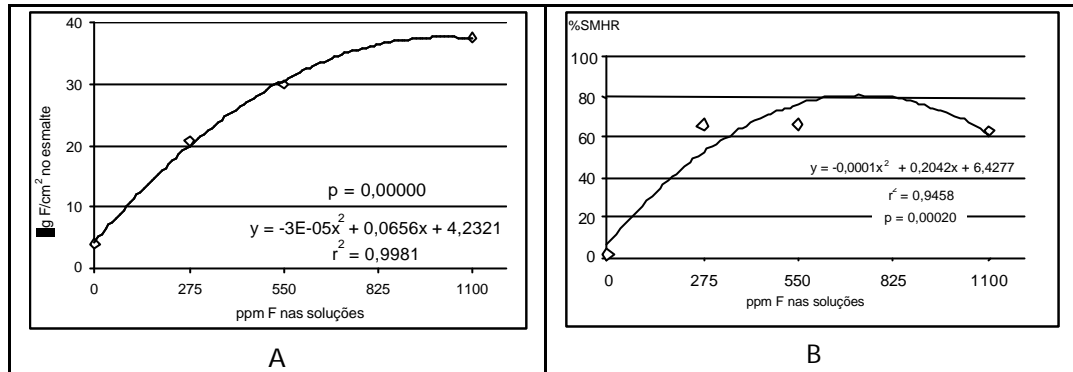 40
30
20
10
0
g F/cm² no esmalte
p = 0,00000
y = -3E-05x² + 0,0656x + 4,2321
r² = 0,9981
0 275 550 825 1100
ppm F nas soluções
A
%SMHR
100
80
60
40
20
0
y = -0,0001x² + 0,2042x + 6,4277
r² = 0,9458
p = 0,00020
0 275 550 825 1100
ppm F nas soluções
B